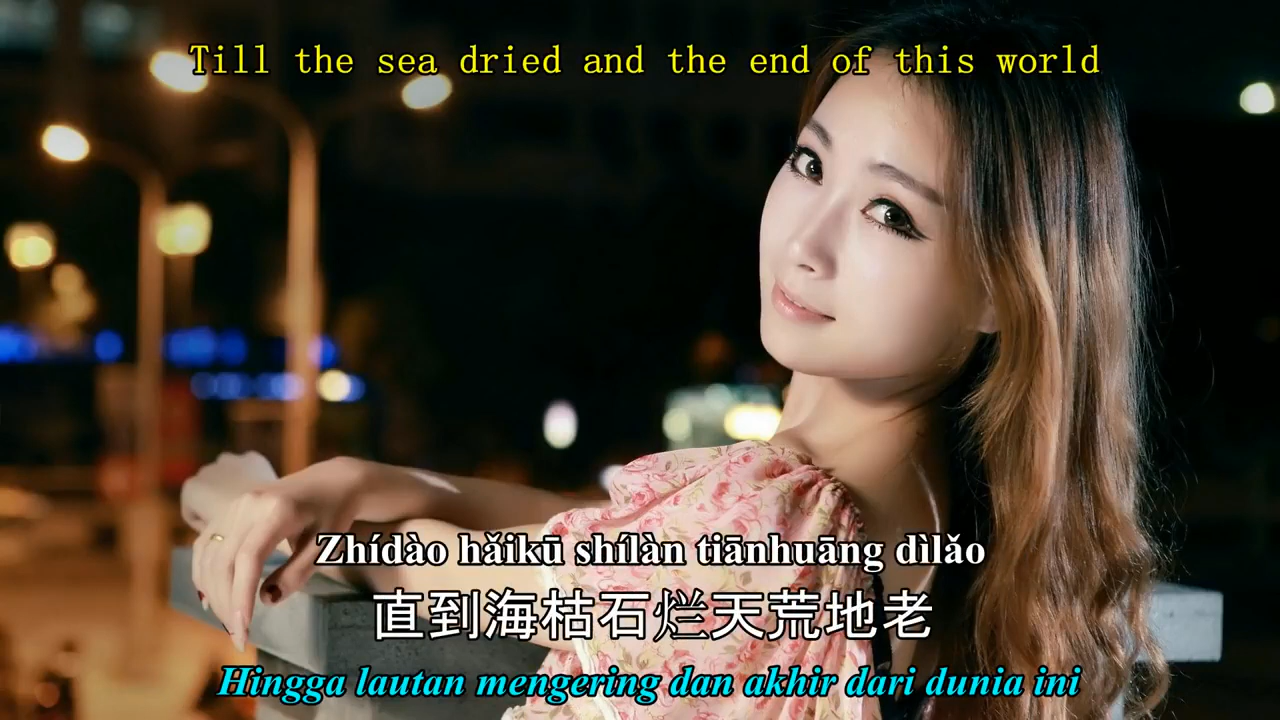 Till the sea dried and the end of this world
Zhídào hǎikū shílàn tiānhuāng dìlǎo
直到海枯石烂天荒地老
Hingga lautan mengering dan akhir dari dunia ini